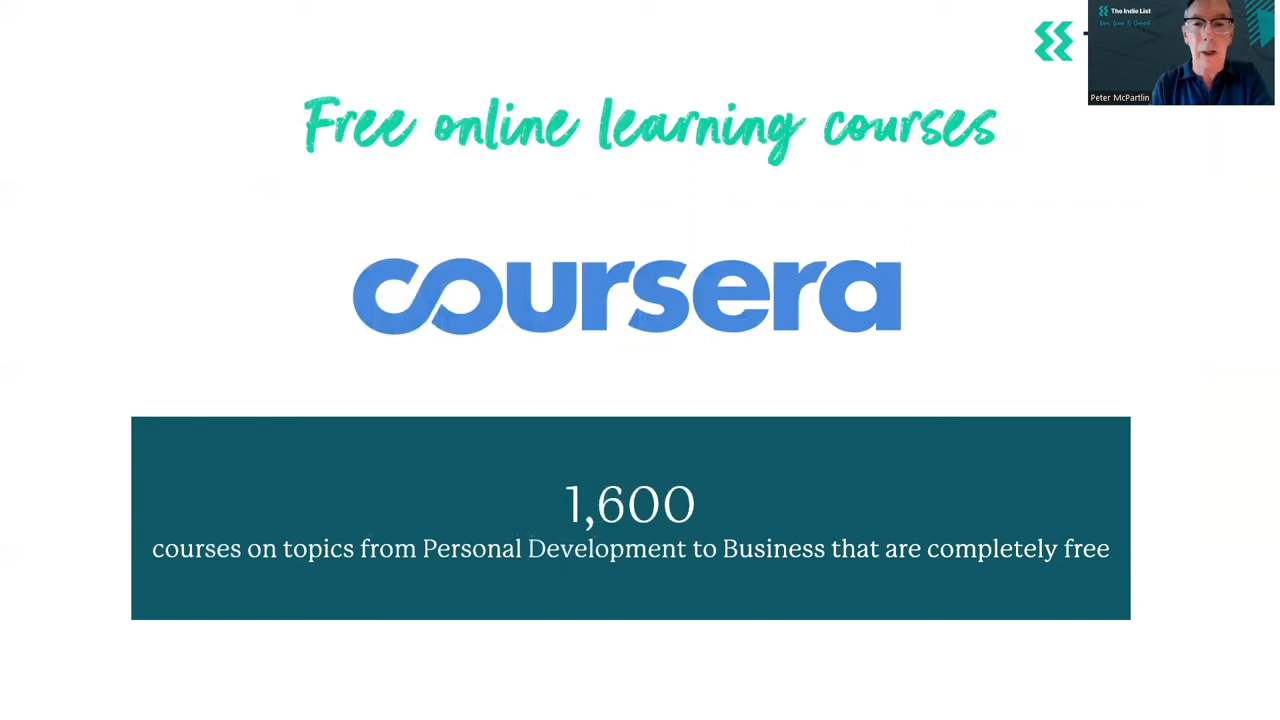 The Indie List
Peter McPartlin
Free online learning courses
coursera
1,600
courses on topics from Personal Development to Business that are completely free